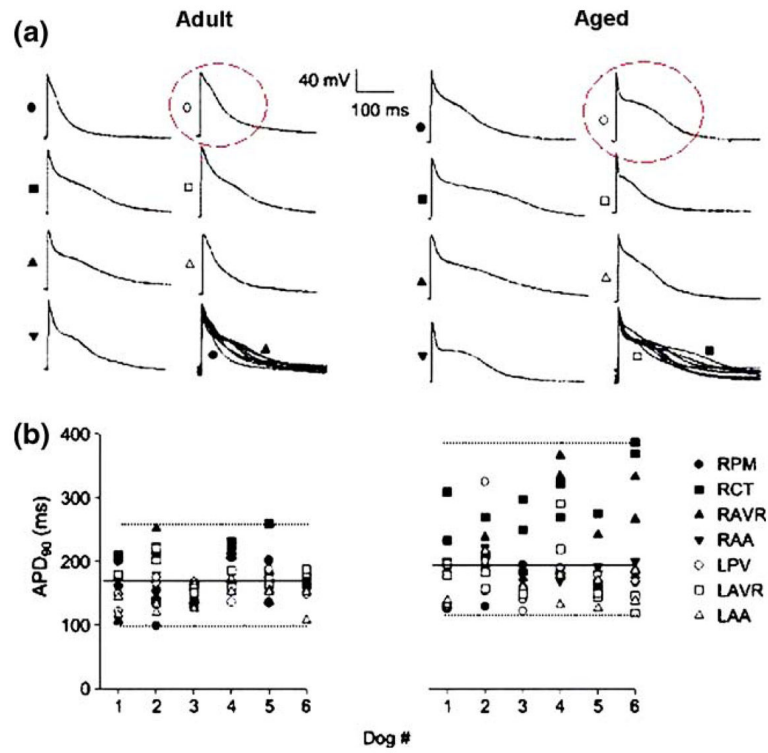 Adult Aged
(a)
40 mV
100 ms
(b)
APD90 (ms)
400
300
200
100
0
1 2 3 4 5 6
1 2 3 4 5 6
Dog #
RPM
RCT
RAVR
RAA
LPV
LAVR
LAA